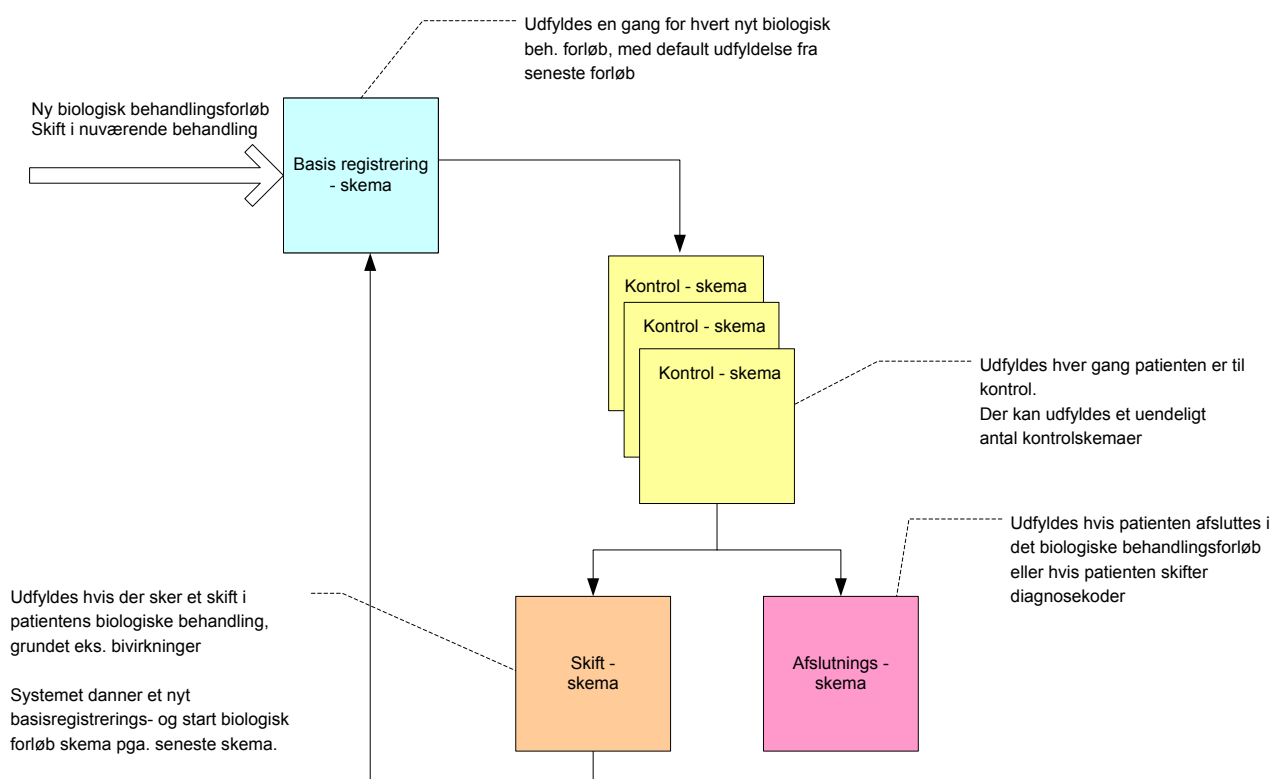 Udfyldes en gang for hvert nyt biologisk
beh. forløb, med default udfyldelse fra
seneste forløb
Ny biologisk behandlingsforløb
Skift i nuværende behandling
Basis registrering
- skema
Kontrol - skema
Kontrol - skema
Kontrol - skema
Udfyldes hver gang patienten er til
kontrol.
Der kan udfyldes et uendeligt
antal kontrolskemaer
Udfyldes hvis patienten afsluttes i
det biologiske behandlingsforløb
eller hvis patienten skifter
diagnosekoder
Udfyldes hvis der sker et skift i
patientens biologiske behandling,
grundet eks. bivirkninger
Systemet danner et nyt
basisregistrerings- og start biologisk
forløb skema pga. seneste skema.
Skift -
skema
Afslutnings -
skema